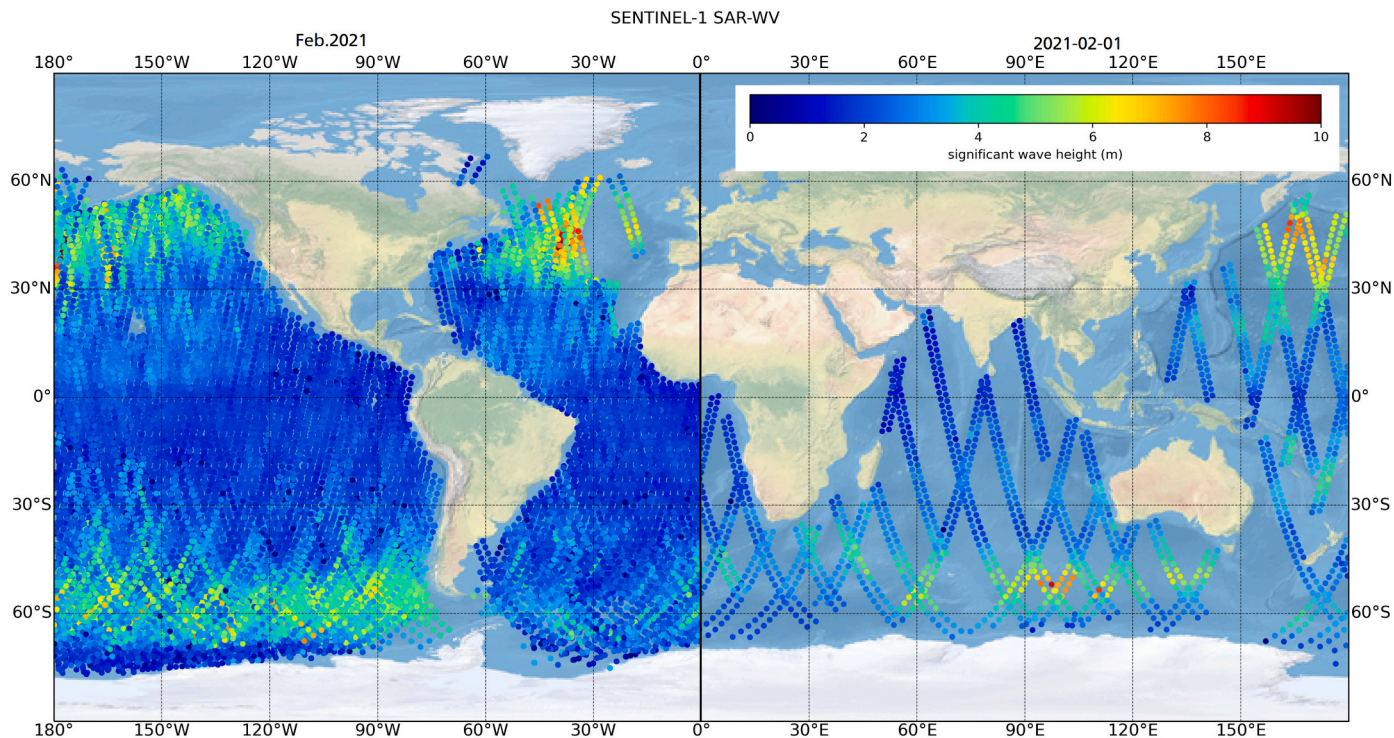 SENTINEL-1 SAR-WV
Feb.2021 2021-02-01
180° 150°W 120°W 90°W 60°W 30°W 0° 30°E 60°E 90°E 120°E 150°E
0 2 4 6 8 10
significant wave height (m)
60°N 60°N
30°N 30°N
0° 0°
30°S 30°S
60°S 60°S
180° 150°W 120°W 90°W 60°W 30°W 0° 30°E 60°E 90°E 120°E 150°E